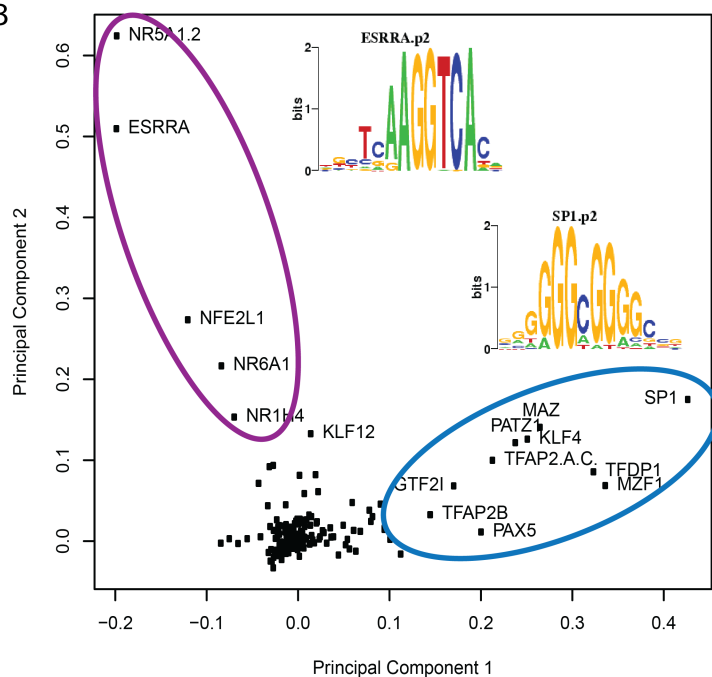 B
NR5A1.2
ESRRA
NFE2L1
NR6A1
NR1H4
KLF12
ESRRA.p2
2
1
0
bits
TCAAGGTCAC
SP1.p2
2
1
0
bits
GGGCGGGGC
SP1
MAZ
PATZ1
KLF4
TFAP2.A.C.
TFDP1
MZF1
GTF2I
TFAP2B
PAX5
Principal Component 2
0.6
0.5
0.4
0.3
0.2
0.1
0.0
−0.2 −0.1 0.0 0.1 0.2 0.3 0.4
Principal Component 1